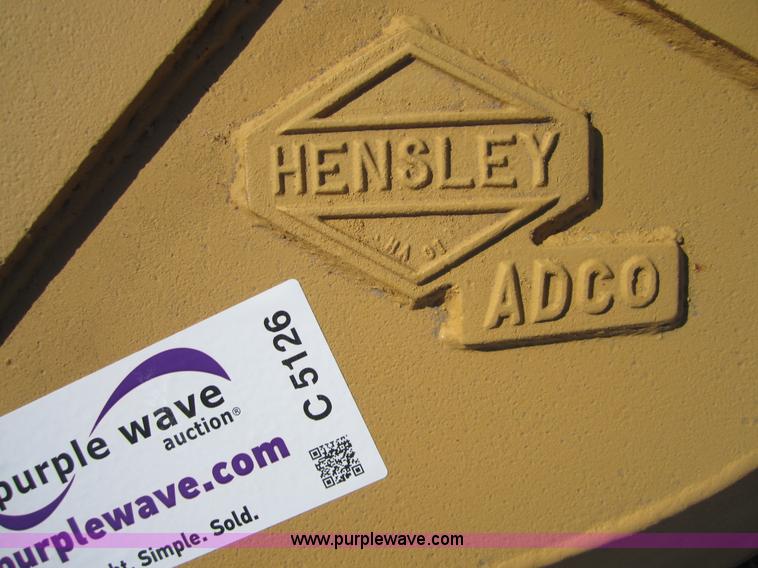 HENSLEY
ADCO
C 5126
purple wave
auction®
purplewave.com
Simple. Sold.
www.purplewave.com